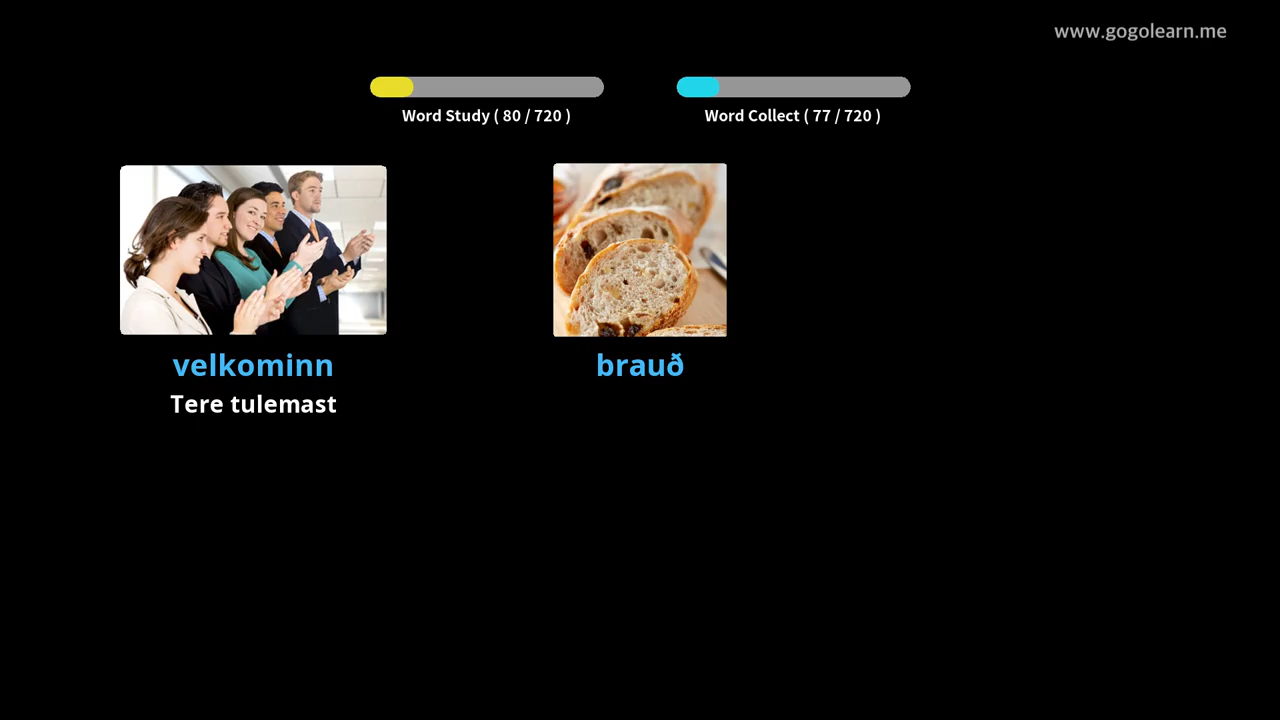 www.gogolearn.me
Word Study ( 80 / 720 )
Word Collect ( 77 / 720 )
velkominn
Tere tulemast
brauð